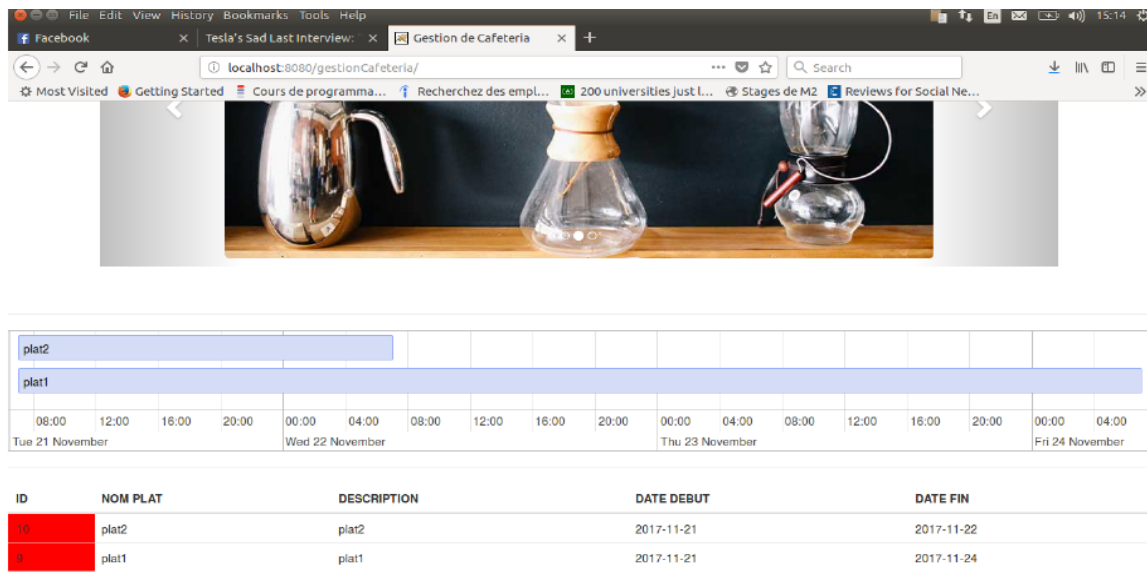 File Edit View History Bookmarks Tools Help En 15:14
Facebook Tesla's Sad Last Interview: Gestion de Cafeteria
localhost:8080/gestionCafeteria/ Search
Most Visited Getting Started Cours de programma... Recherchez des empl... 200 universities just l... Stages de M2 Reviews for Social Ne...
plat2
plat1
08:00 12:00 16:00 20:00 00:00 04:00 08:00 12:00 16:00 20:00 00:00 04:00 08:00 12:00 16:00 20:00 00:00 04:00
Tue 21 November Wed 22 November Thu 23 November Fri 24 November
ID NOM PLAT DESCRIPTION DATE DEBUT DATE FIN
10 plat2 plat2 2017-11-21 2017-11-22
9 plat1 plat1 2017-11-21 2017-11-24